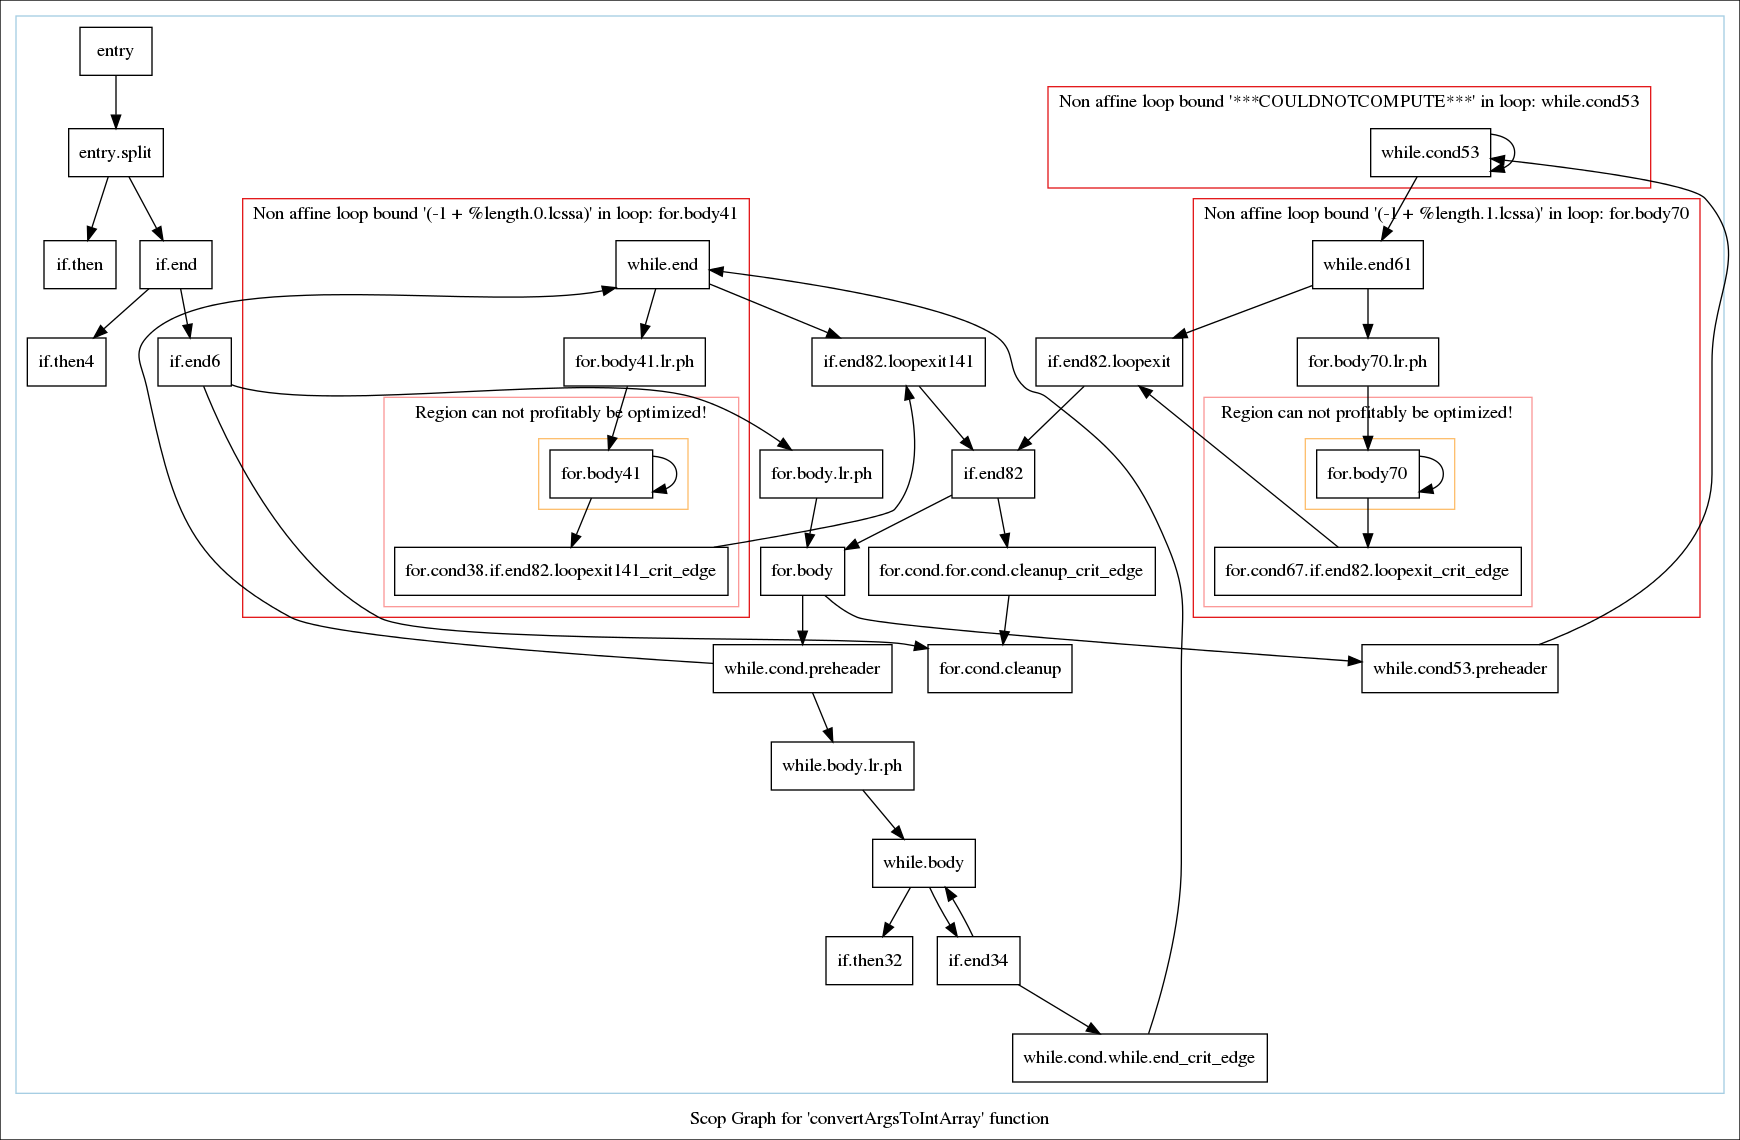 entry
Non affine loop bound '***COULDNOTCOMPUTE***' in loop: while.cond53
entry.split
while.cond53
Non affine loop bound '(-1 + %length.0.lcssa)' in loop: for.body41
Non affine loop bound '(-1 + %length.1.lcssa)' in loop: for.body70
if.then
if.end
while.end
while.end61
if.then4
if.end6
for.body41.lr.ph
if.end82.loopexit141
if.end82.loopexit
for.body70.lr.ph
Region can not profitably be optimized!
Region can not profitably be optimized!
for.body41
for.body.lr.ph
if.end82
for.body70
for.cond38.if.end82.loopexit141_crit_edge
for.body
for.cond.for.cond.cleanup_crit_edge
for.cond67.if.end82.loopexit_crit_edge
while.cond.preheader
for.cond.cleanup
while.cond53.preheader
while.body.lr.ph
while.body
if.then32
if.end34
while.cond.while.end_crit_edge
Scop Graph for 'convertArgsToIntArray' function